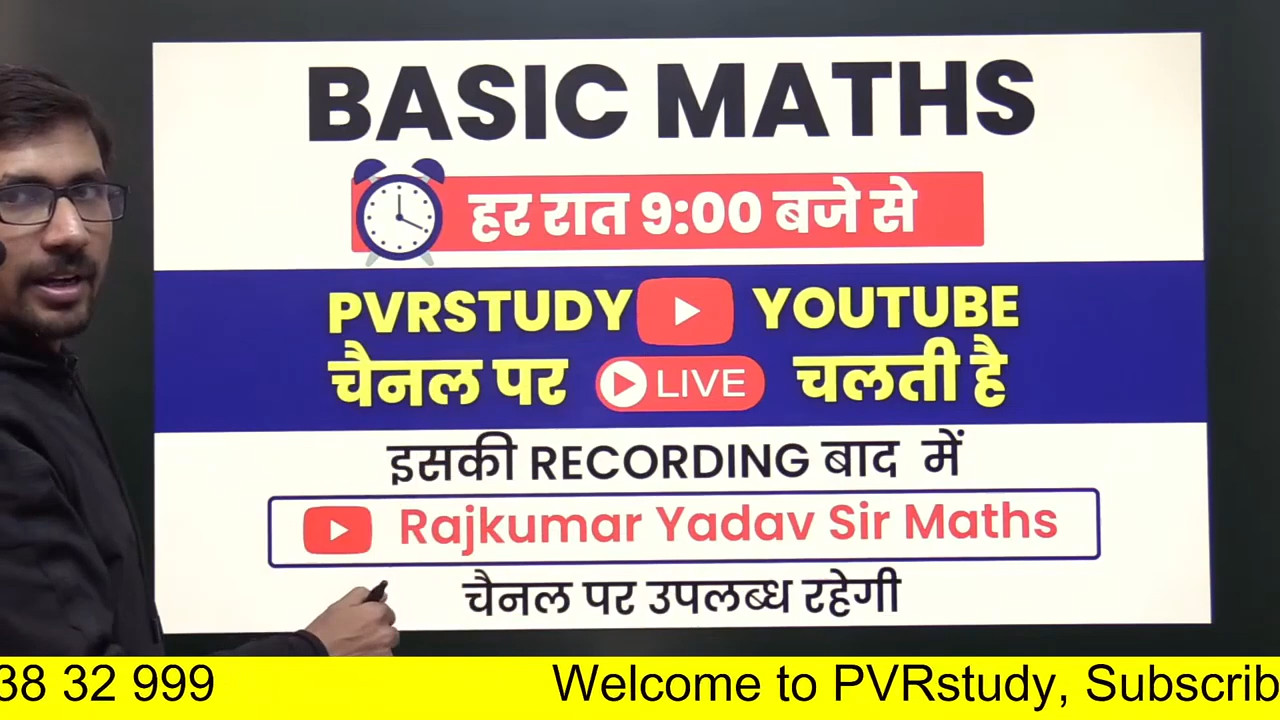 BASIC MATHS
हर रात 9:00 बजे से
PVRSTUDY YOUTUBE
चैनल पर LIVE चलती है
इसकी RECORDING बाद में
Rajkumar Yadav Sir Maths
चैनल पर उपलब्ध रहेगी
38 32 999 Welcome to PVRstudy, Subscrib